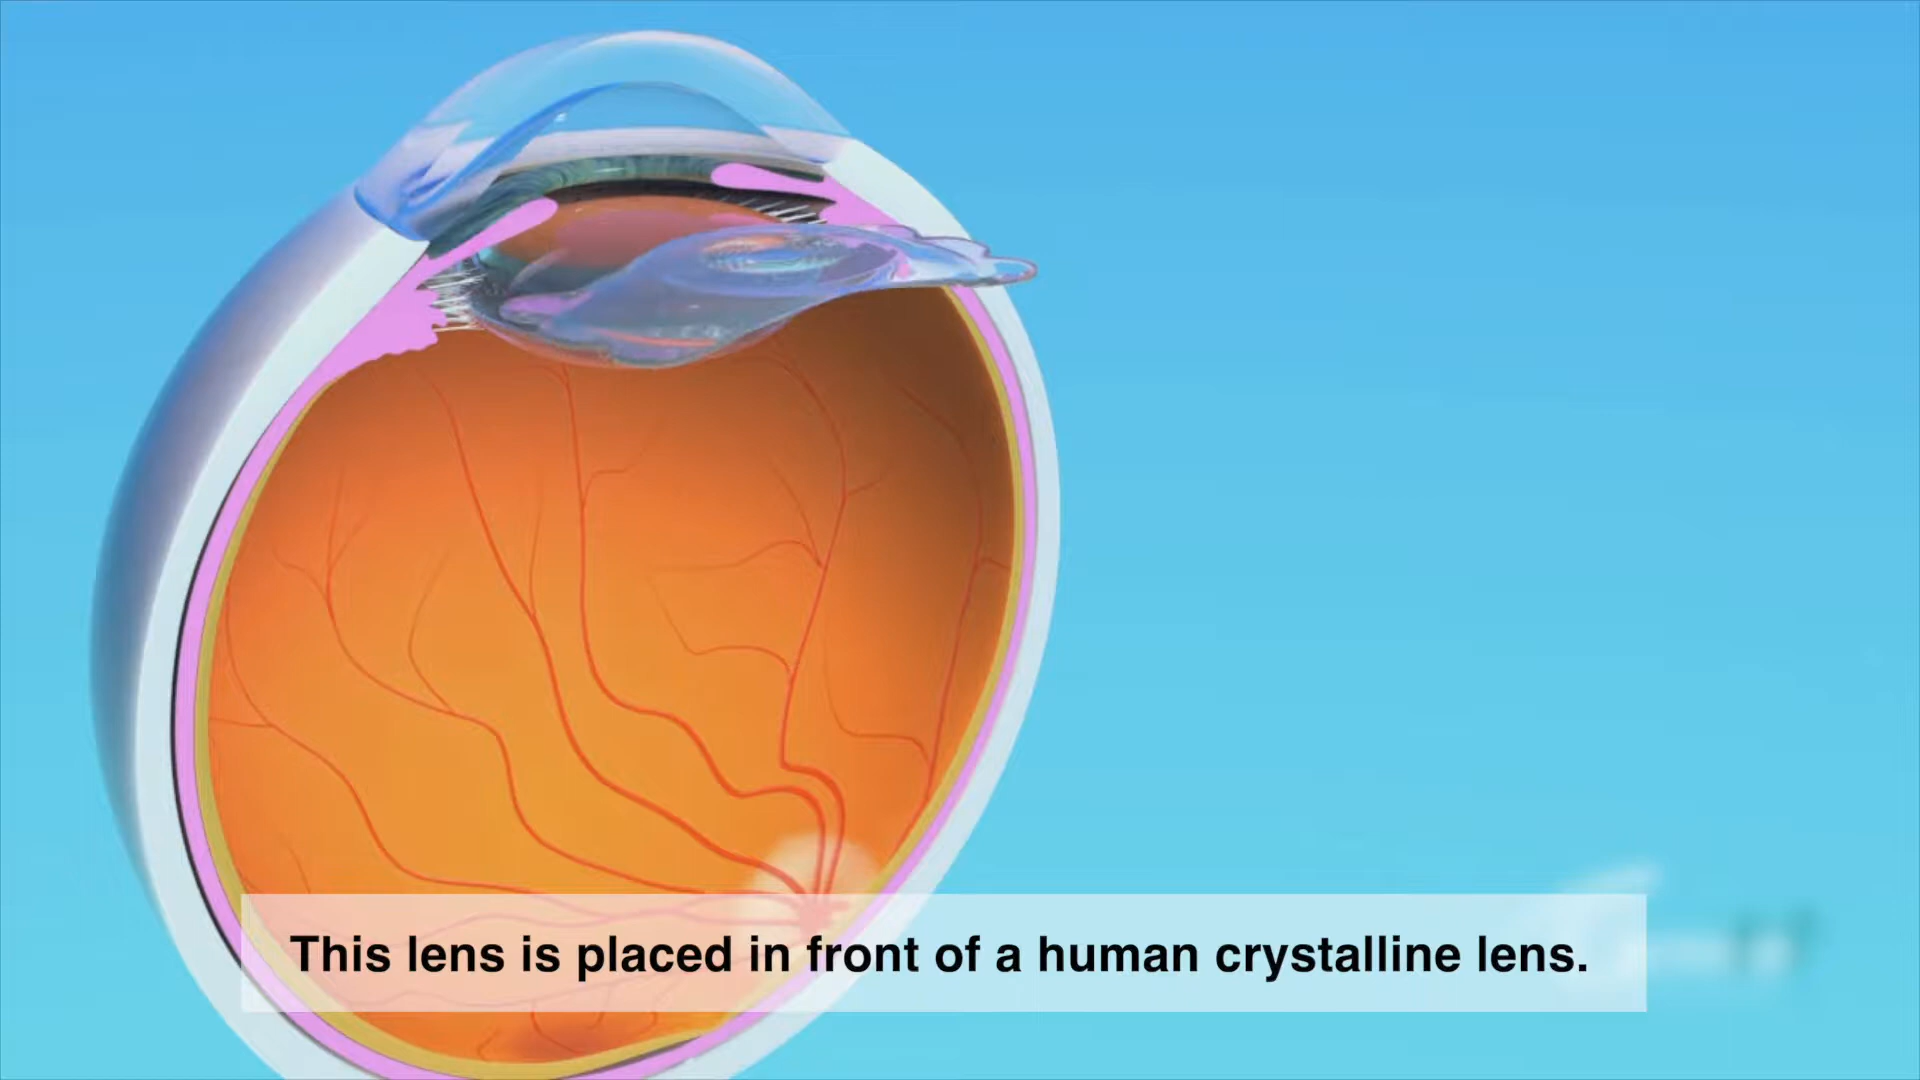 This lens is placed in front of a human crystalline lens.